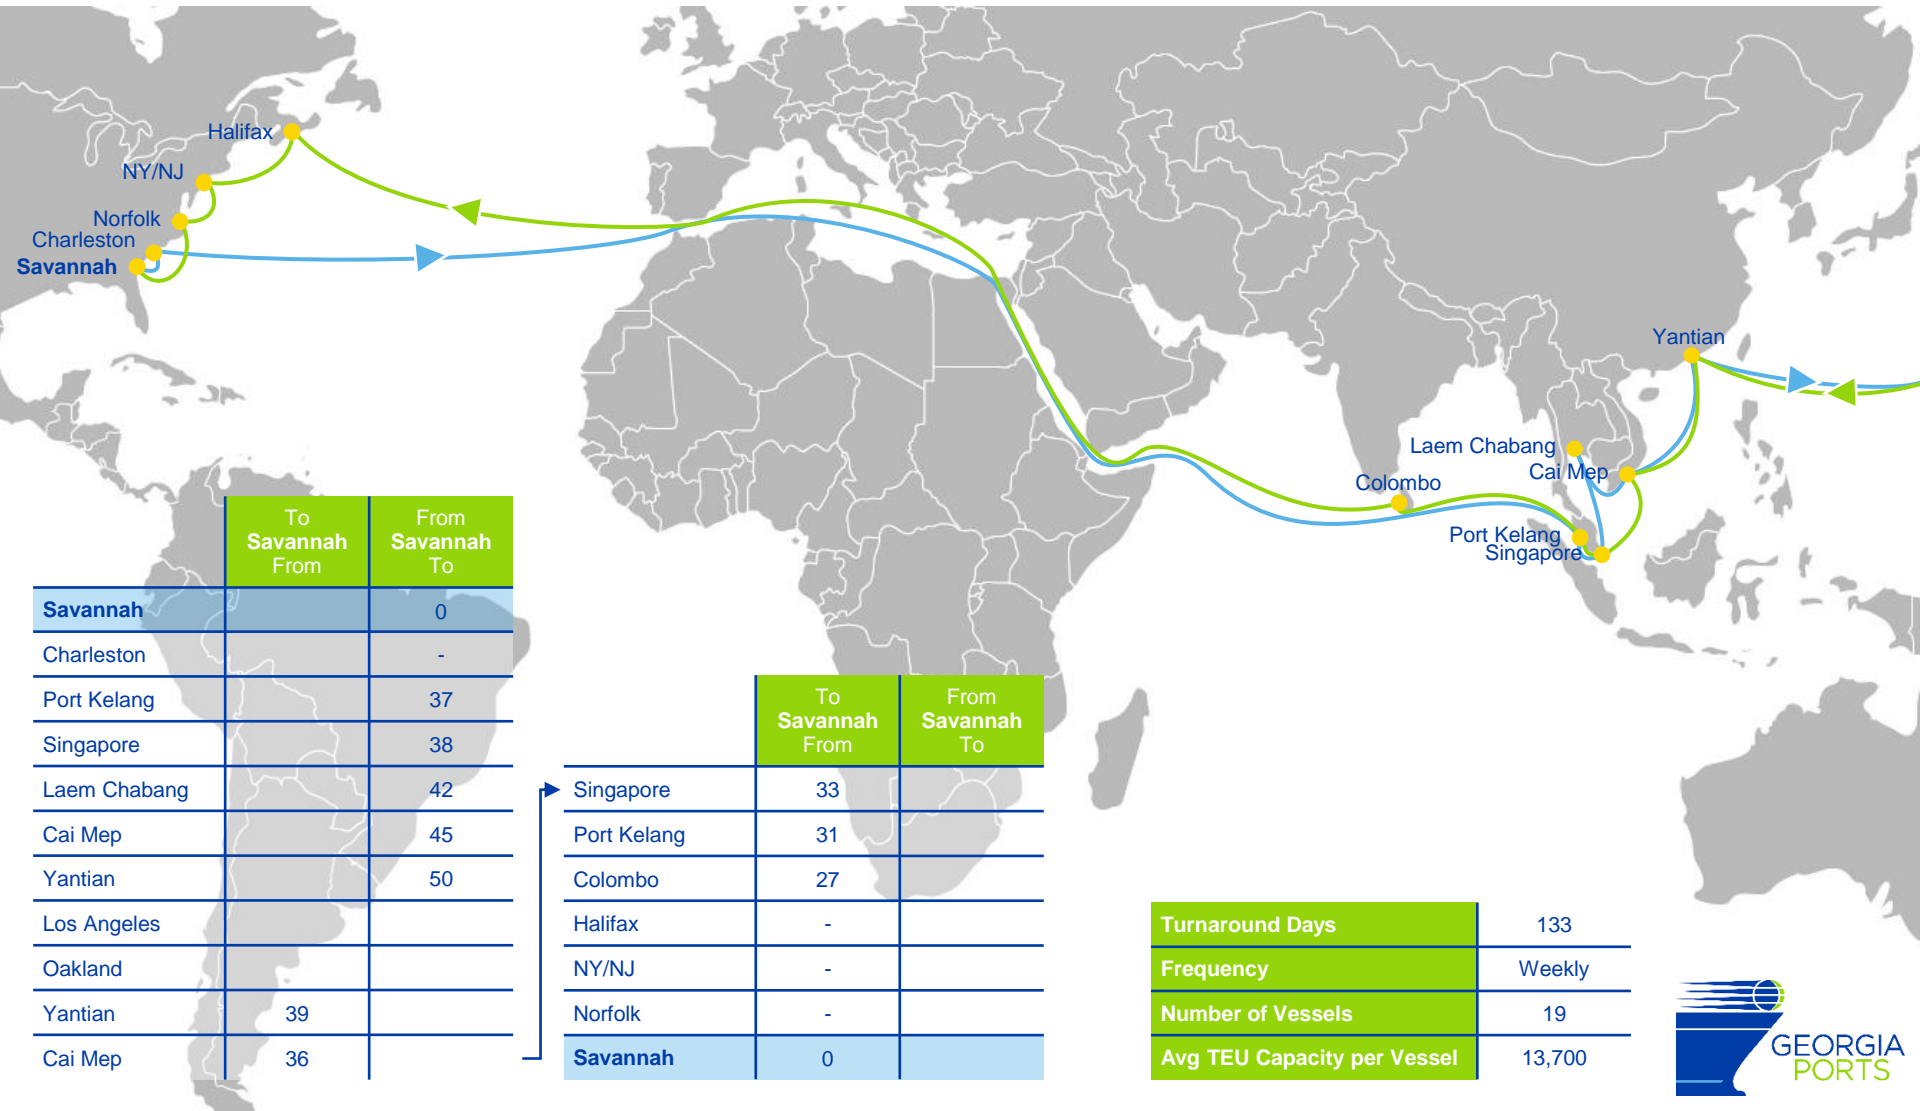 Halifax
NY/NJ
Norfolk
Charleston
Savannah
Yantian
Laem Chabang
Cai Mep
Colombo
Port Kelang
Singapore
To Savannah From
From Savannah To
Savannah 0
Charleston -
Port Kelang 37
Singapore 38
Laem Chabang 42
Cai Mep 45
Yantian 50
Los Angeles
Oakland
Yantian 39
Cai Mep 36
To Savannah From
From Savannah To
Singapore 33
Port Kelang 31
Colombo 27
Halifax -
NY/NJ -
Norfolk -
Savannah 0
Turnaround Days 133
Frequency Weekly
Number of Vessels 19
Avg TEU Capacity per Vessel 13,700
GEORGIA
PORTS